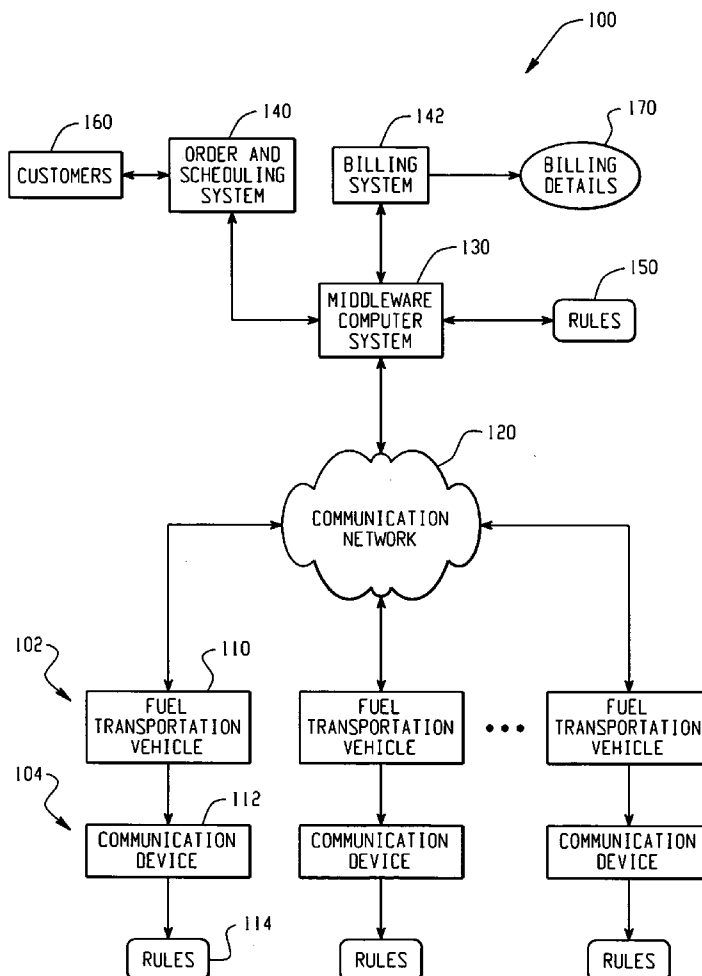 100
160
140
142
170
CUSTOMERS
ORDER AND
SCHEDULING
SYSTEM
BILLING
SYSTEM
BILLING
DETAILS
130
150
MIDDLEWARE
COMPUTER
SYSTEM
RULES
120
COMMUNICATION
NETWORK
102
110
FUEL
TRANSPORTATION
VEHICLE
FUEL
TRANSPORTATION
VEHICLE
FUEL
TRANSPORTATION
VEHICLE
104
112
COMMUNICATION
DEVICE
COMMUNICATION
DEVICE
COMMUNICATION
DEVICE
114
RULES
RULES
RULES